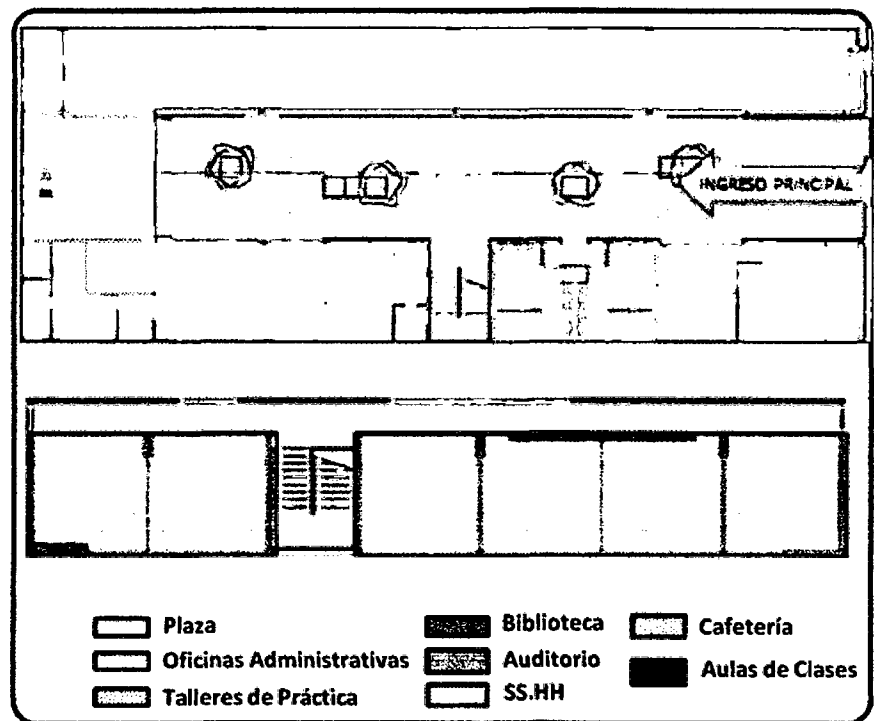 INGRESO PRINCIPAL
Plaza
Oficinas Administrativas
Talleres de Práctica
Biblioteca
Auditorio
SS.HH
Cafetería
Aulas de Clases